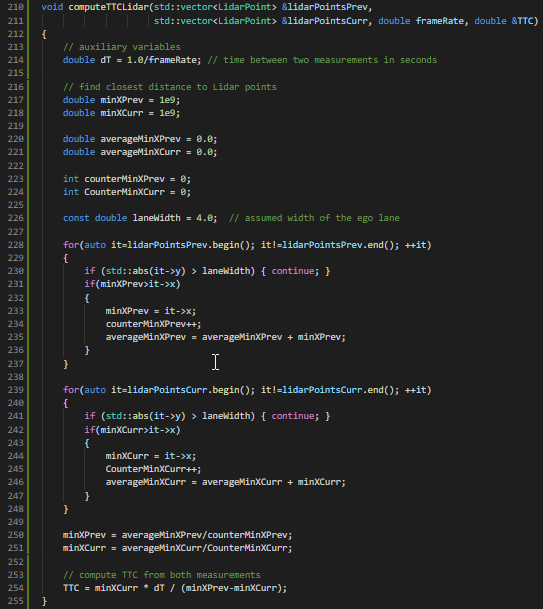 210 void computeTTCLidar(std::vector<LidarPoint> &lidarPointsPrev,
211 std::vector<LidarPoint> &lidarPointsCurr, double frameRate, double &TTC)
212 {
213 // auxiliary variables
214 double dT = 1.0/frameRate; // time between two measurements in seconds
215
216 // find closest distance to Lidar points
217 double minXPrev = 1e9;
218 double minXCurr = 1e9;
219
220 double averageMinXPrev = 0.0;
221 double averageMinXCurr = 0.0;
222
223 int counterMinXPrev = 0;
224 int CounterMinXCurr = 0;
225
226 const double laneWidth = 4.0; // assumed width of the ego lane
227
228 for(auto it=lidarPointsPrev.begin(); it!=lidarPointsPrev.end(); ++it)
229 {
230 if (std::abs(it->y) > laneWidth) { continue; }
231 if(minXPrev>it->x)
232 {
233 minXPrev = it->x;
234 counterMinXPrev++;
235 averageMinXPrev = averageMinXPrev + minXPrev;
236 }
237 }
238
239 for(auto it=lidarPointsCurr.begin(); it!=lidarPointsCurr.end(); ++it)
240 {
241 if (std::abs(it->y) > laneWidth) { continue; }
242 if(minXCurr>it->x)
243 {
244 minXCurr = it->x;
245 CounterMinXCurr++;
246 averageMinXCurr = averageMinXCurr + minXCurr;
247 }
248 }
249
250 minXPrev = averageMinXPrev/counterMinXPrev;
251 minXCurr = averageMinXCurr/CounterMinXCurr;
252
253 // compute TTC from both measurements
254 TTC = minXCurr * dT / (minXPrev-minXCurr);
255 }